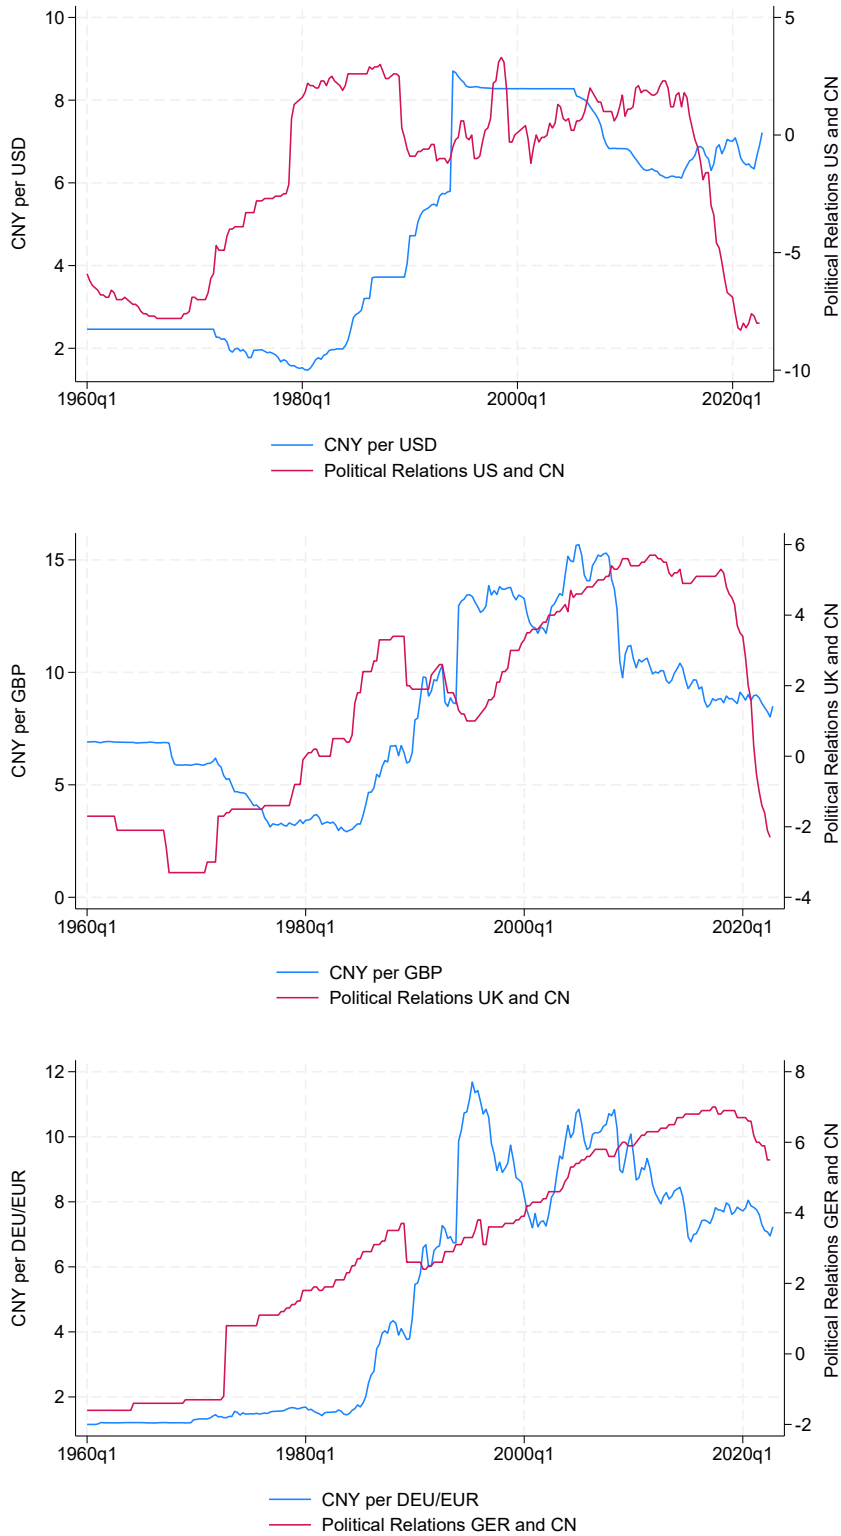 10
8
6
4
2
CNY per USD
5
0
-5
-10
Political Relations US and CN
1960q1 1980q1 2000q1 2020q1
CNY per USD
Political Relations US and CN
15
10
5
0
CNY per GBP
6
4
2
0
-2
-4
Political Relations UK and CN
1960q1 1980q1 2000q1 2020q1
CNY per GBP
Political Relations UK and CN
12
10
8
6
4
2
CNY per DEU/EUR
8
6
4
2
0
-2
Political Relations GER and CN
1960q1 1980q1 2000q1 2020q1
CNY per DEU/EUR
Political Relations GER and CN